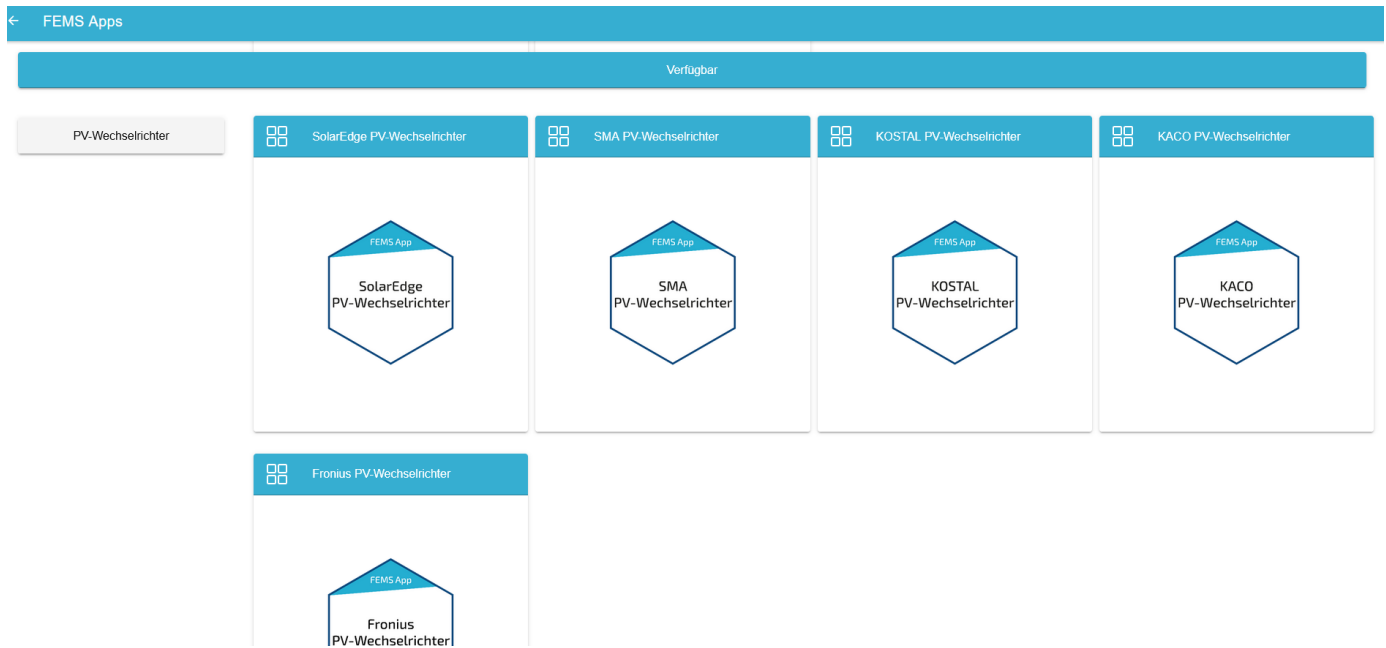 FEMS Apps
Verfügbar
PV-Wechselrichter
SolarEdge PV-Wechselrichter
SMA PV-Wechselrichter
KOSTAL PV-Wechselrichter
KACO PV-Wechselrichter
FEMS App
SolarEdge
PV-Wechselrichter
FEMS App
SMA
PV-Wechselrichter
FEMS App
KOSTAL
PV-Wechselrichter
FEMS App
KACO
PV-Wechselrichter
Fronius PV-Wechselrichter
FEMS App
Fronius
PV-Wechselrichter